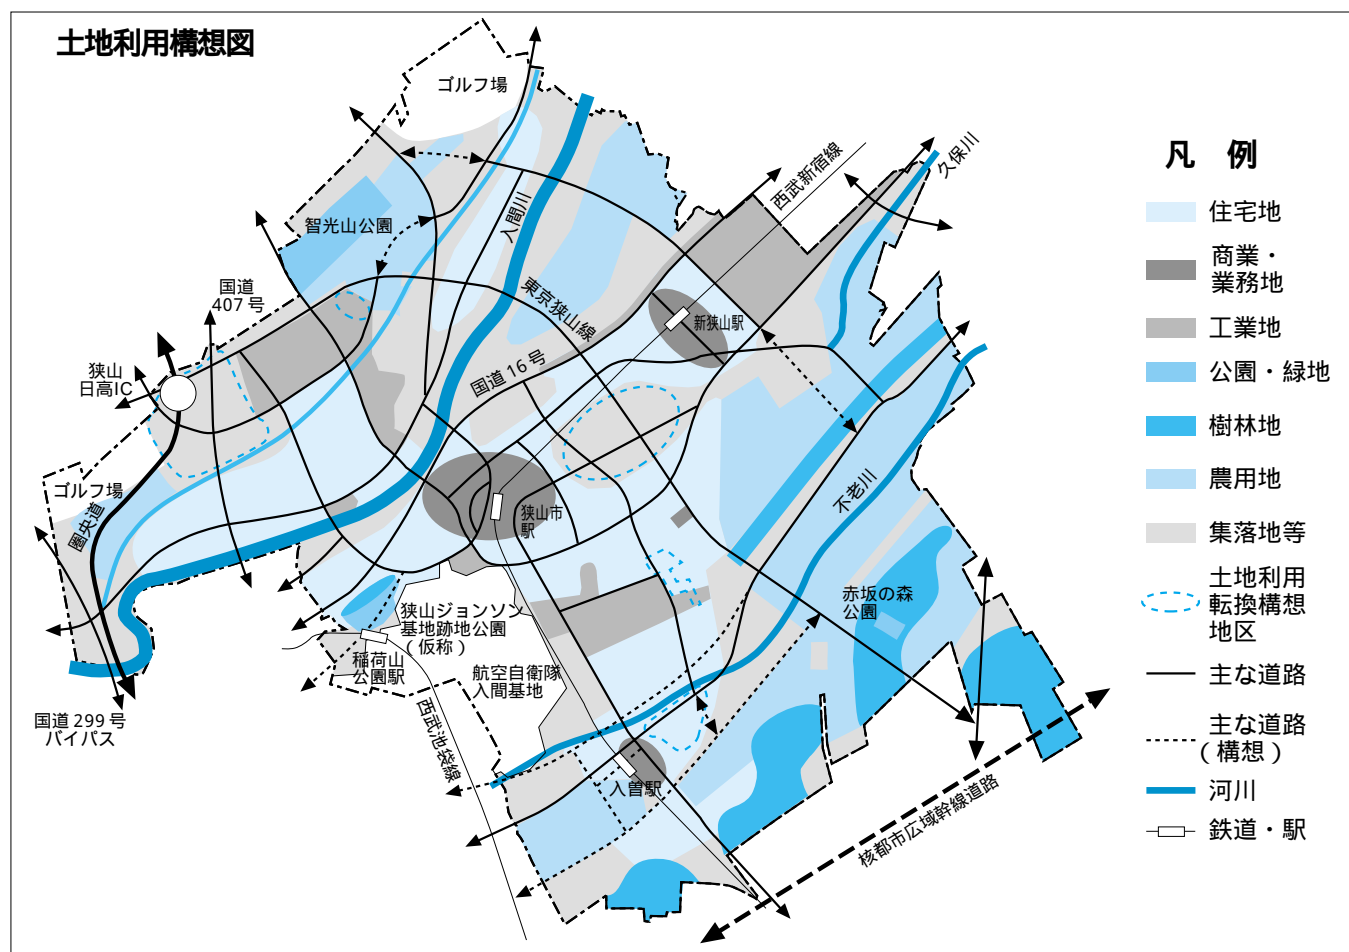 土地利用構想図
ゴルフ場
久保川
西武新宿線
入間川
智光山公園
国道
407号
東京狭山線
新狭山駅
国道16号
狭山
日高IC
ゴルフ場
圏央道
狭山市
駅
不老川
赤坂の森
公園
狭山ジョンソン
基地跡地公園
(仮称)
稲荷山
公園駅
航空自衛隊
入間基地
国道299号
バイパス
西武池袋線
入曽駅
核都市広域幹線道路
凡 例
住宅地
商業・
業務地
工業地
公園・緑地
樹林地
農用地
集落地等
土地利用
転換構想
地区
主な道路
主な道路
(構想)
河川
鉄道・駅